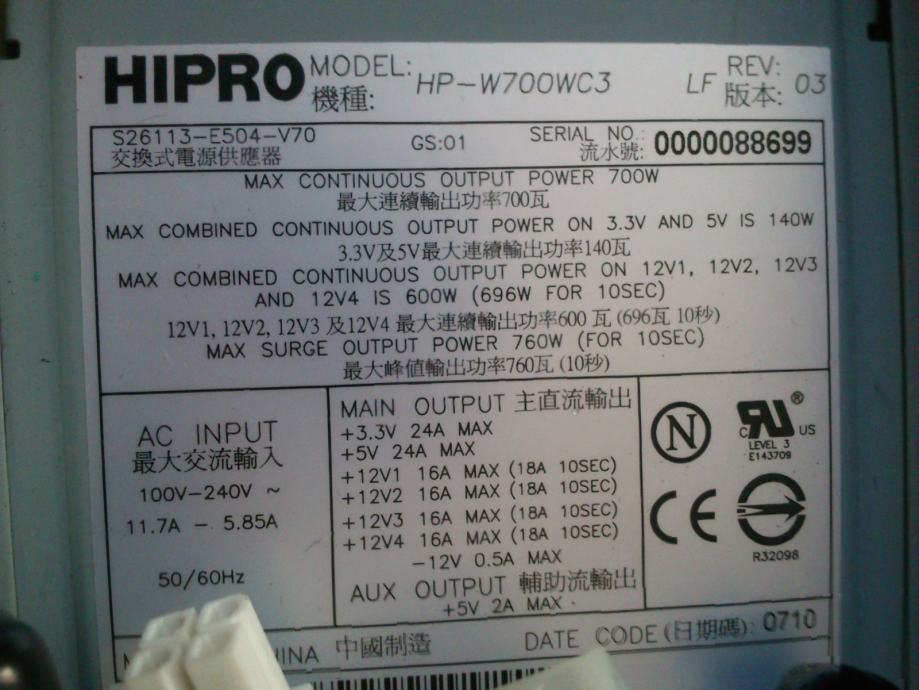 HIPRO MODEL: HP-W700WC3 LF REV: 03
機種: 版本:
S26113-E504-V70 GS:01 SERIAL NO.: 0000088699
交換式電源供應器 流水號:
MAX CONTINUOUS OUTPUT POWER 700W
最大連續輸出功率700瓦
MAX COMBINED CONTINUOUS OUTPUT POWER ON 3.3V AND 5V IS 140W
3.3V及5V最大連續輸出功率140瓦
MAX COMBINED CONTINUOUS OUTPUT POWER ON 12V1, 12V2, 12V3
AND 12V4 IS 600W (696W FOR 10SEC)
12V1, 12V2, 12V3 及12V4 最大連續輸出功率600 瓦 (696瓦 10秒)
MAX SURGE OUTPUT POWER 760W (FOR 10SEC)
最大峰值輸出功率760瓦 (10秒)
AC INPUT
最大交流輸入
100V-240V ~
11.7A - 5.85A
50/60Hz
MAIN OUTPUT 主直流輸出
+3.3V 24A MAX
+5V 24A MAX
+12V1 16A MAX (18A 10SEC)
+12V2 16A MAX (18A 10SEC)
+12V3 16A MAX (18A 10SEC)
+12V4 16A MAX (18A 10SEC)
-12V 0.5A MAX
AUX OUTPUT 輔助流輸出
+5V 2A MAX
N
c RU ® US
LEVEL 3
E143709
CE
R32098
中國制造 DATE CODE (日期碼): 0710